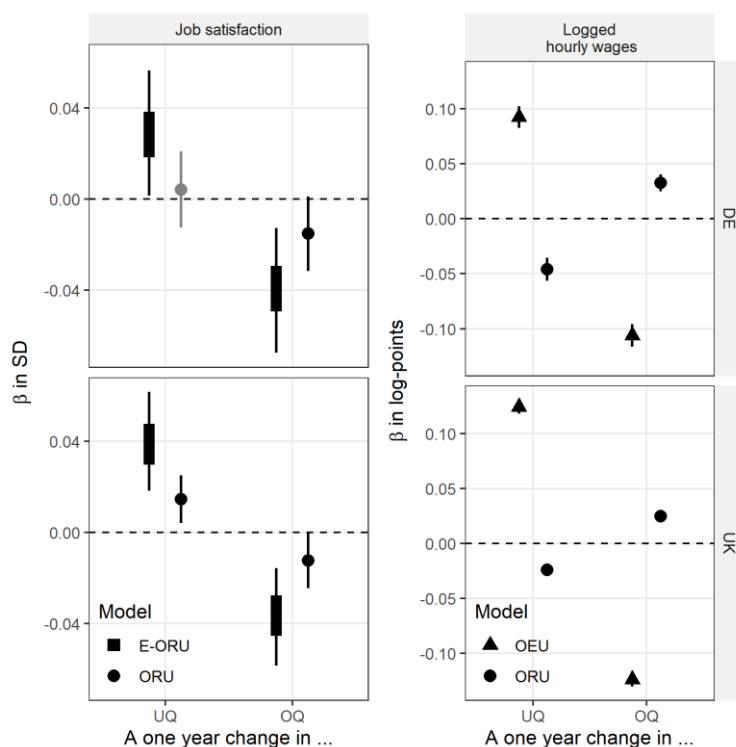 Job satisfaction
0.04
0.00
-0.04
0.04
0.00
-0.04
β in SD
Model
E-ORU
ORU
UQ
OQ
A one year change in ...
Logged
hourly wages
0.10
0.05
0.00
-0.05
-0.10
DE
0.10
0.05
0.00
-0.05
-0.10
UK
β in log-points
Model
OEU
ORU
UQ
OQ
A one year change in ...